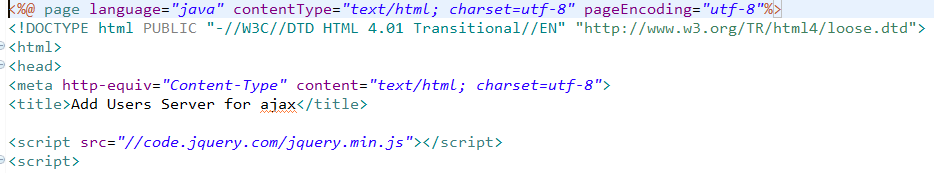 <%@ page language="java" contentType="text/html; charset=utf-8" pageEncoding="utf-8"%>
<!DOCTYPE html PUBLIC "-//W3C//DTD HTML 4.01 Transitional//EN" "http://www.w3.org/TR/html4/loose.dtd">
<html>
<head>
<meta http-equiv="Content-Type" content="text/html; charset=utf-8">
<title>Add Users Server for ajax</title>
<script src="//code.jquery.com/jquery.min.js"></script>
<script>